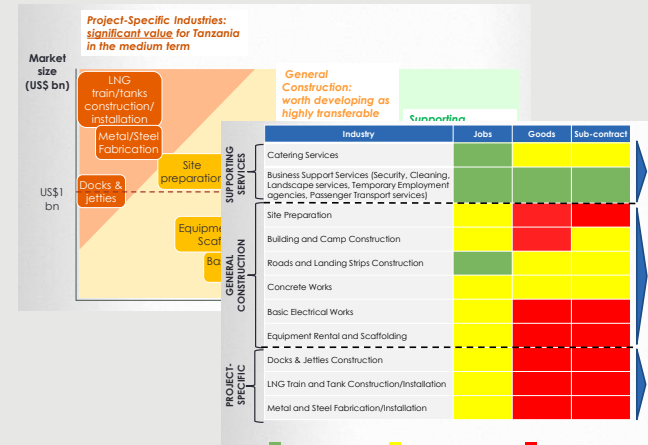 Project-Specific Industries:
significant value for Tanzania
in the medium term
Market
size
(US$ bn)
LNG
train/tanks
construction/
installation
Metal/Steel
Fabrication
Docks &
jetties
US$1
bn
Site
preparation
General
Construction:
worth developing as
highly transferable
Supporting
Industry Jobs Goods Sub-contract
SUPPORTING
SERVICES
Catering Services
Business Support Services (Security, Cleaning,
Landscape services, Temporary Employment
agencies, Passenger Transport services)
GENERAL
CONSTRUCTION
Site Preparation
Building and Camp Construction
Roads and Landing Strips Construction
Concrete Works
Basic Electrical Works
Equipment Rental and Scaffolding
PROJECT-
SPECIFIC
Docks & Jetties Construction
LNG Train and Tank Construction/Installation
Metal and Steel Fabrication/Installation